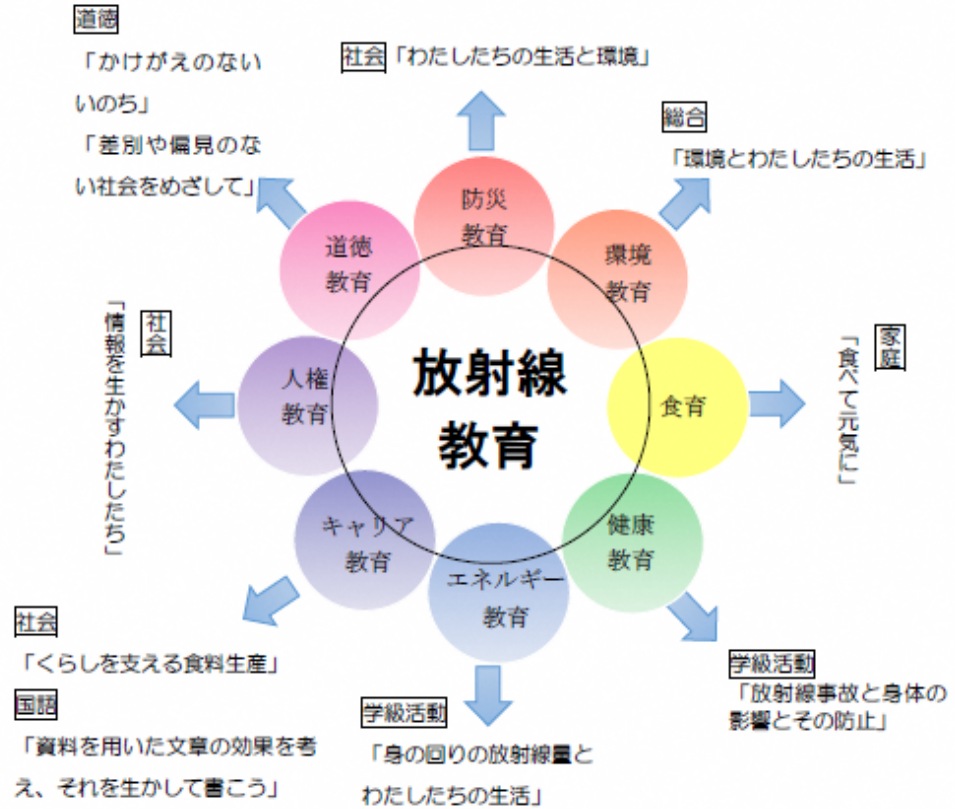 道徳
「かけがえのない
いのち」
「差別や偏見のな
い社会をめざして」
社会「わたしたちの生活と環境」
総合
「環境とわたしたちの生活」
防災
教育
道徳
教育
環境
教育
社会
「情報を生かすわたしたち」
人権
教育
放射線
教育
食育
家庭
「食べて元気に」
キャリア
教育
健康
教育
エネルギー
教育
社会
「くらしを支える食料生産」
国語
「資料を用いた文章の効果を考
え、それを生かして書こう」
学級活動
「身の回りの放射線量と
わたしたちの生活」
学級活動
「放射線事故と身体の
影響とその防止」